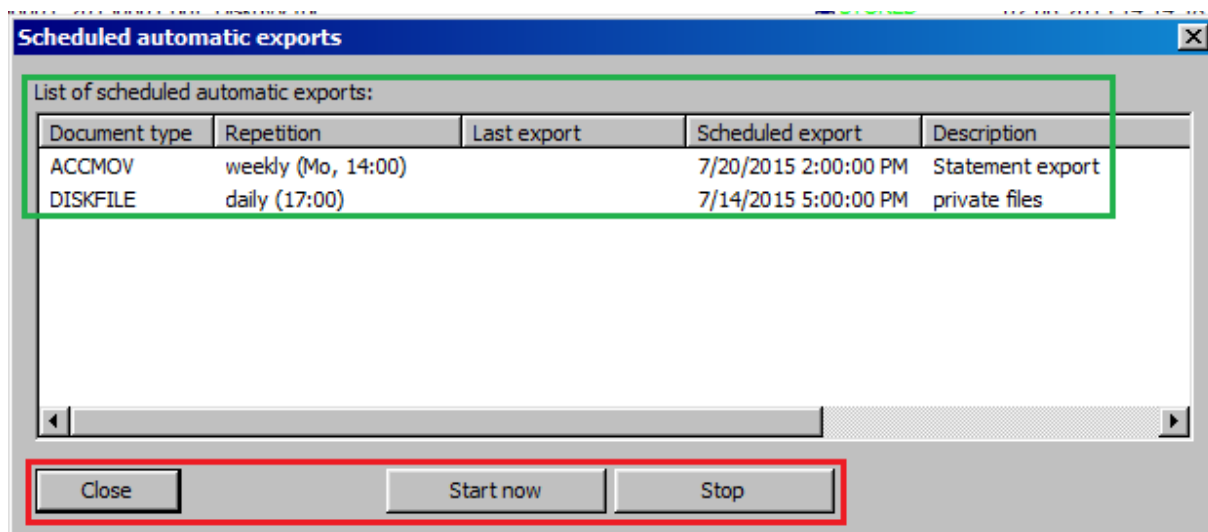 Scheduled automatic exports
List of scheduled automatic exports:
Document type Repetition Last export Scheduled export Description
ACCMOV weekly (Mo, 14:00) 7/20/2015 2:00:00 PM Statement export
DISKFILE daily (17:00) 7/14/2015 5:00:00 PM private files
Close Start now Stop